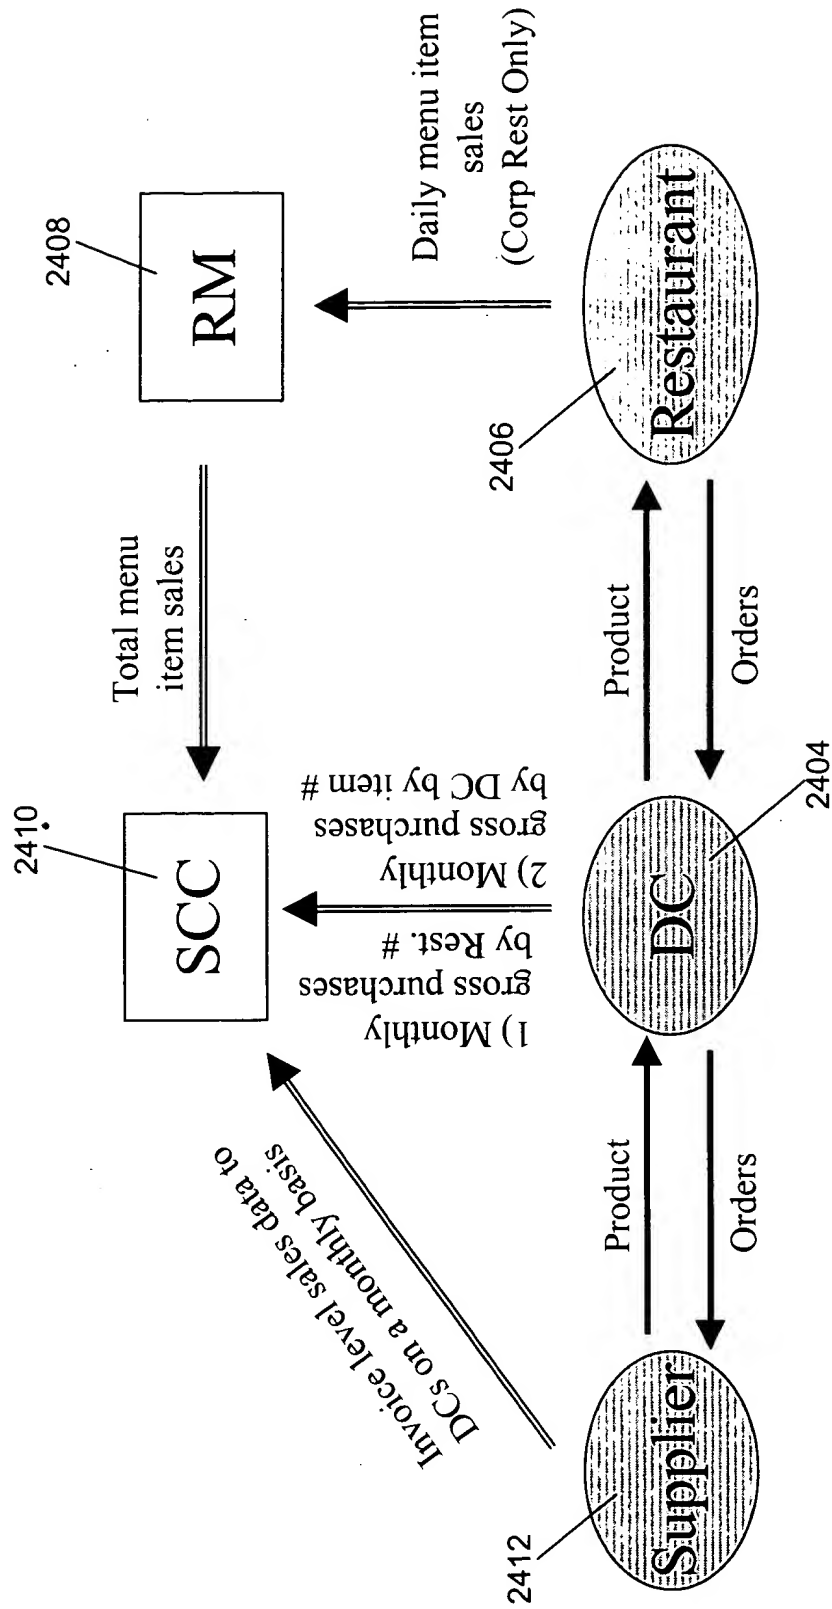 2410
SCC
Total menu
item sales
2408
RM
Invoice level sales data to
DCs on a monthly basis
1) Monthly
gross purchases
by Rest. #
2) Monthly
gross purchases
by DC by item #
Daily menu item
sales
(Corp Rest Only)
2412
Supplier
Product
Orders
DC
2404
Product
Orders
2406
Restaurant